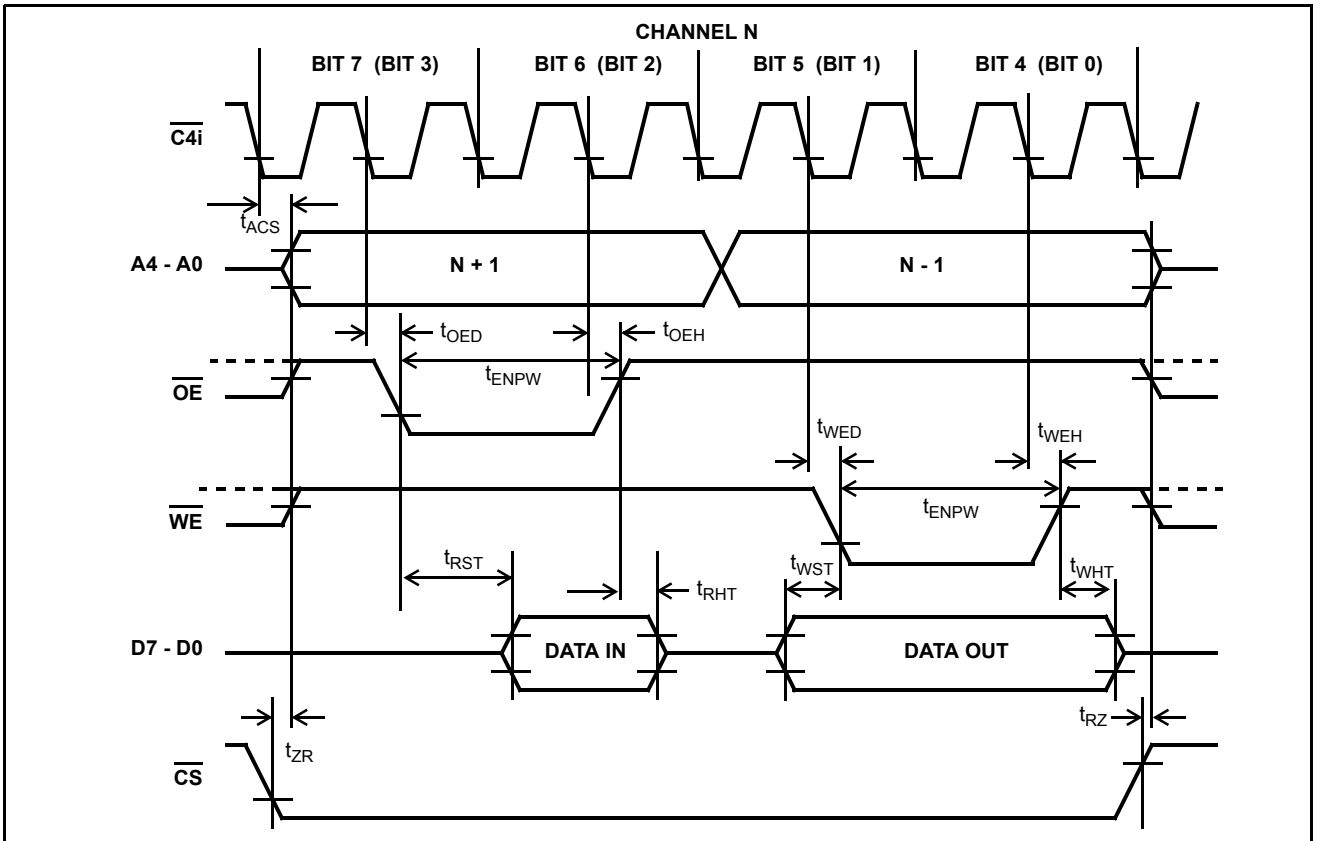 CHANNEL N
BIT 7 (BIT 3) BIT 6 (BIT 2) BIT 5 (BIT 1) BIT 4 (BIT 0)
C4i
tACS
A4 - A0 N + 1 N - 1
tOED tOEH
tENPW
OE
tWED tWEH
tENPW
WE
tRST tWST tWHT
tRHT
D7 - D0 DATA IN DATA OUT
tRZ
tZR
CS